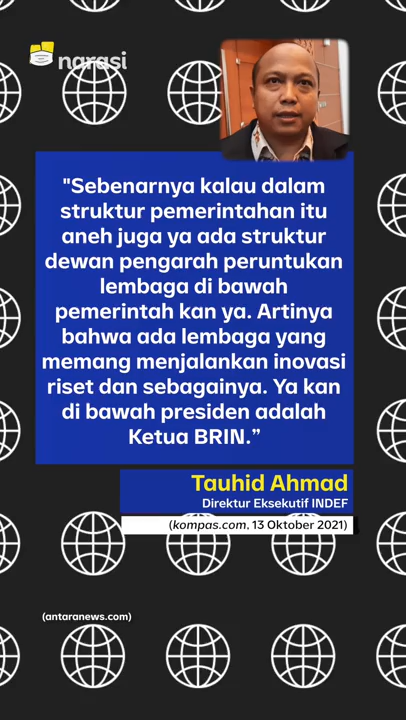 narasi
"Sebenarnya kalau dalam
struktur pemerintahan itu
aneh juga ya ada struktur
dewan pengarah peruntukan
lembaga di bawah
pemerintah kan ya. Artinya
bahwa ada lembaga yang
memang menjalankan inovasi
riset dan sebagainya. Ya kan
di bawah presiden adalah
Ketua BRIN.”
Tauhid Ahmad
Direktur Eksekutif INDEF
(kompas.com, 13 Oktober 2021)
(antaranews.com)